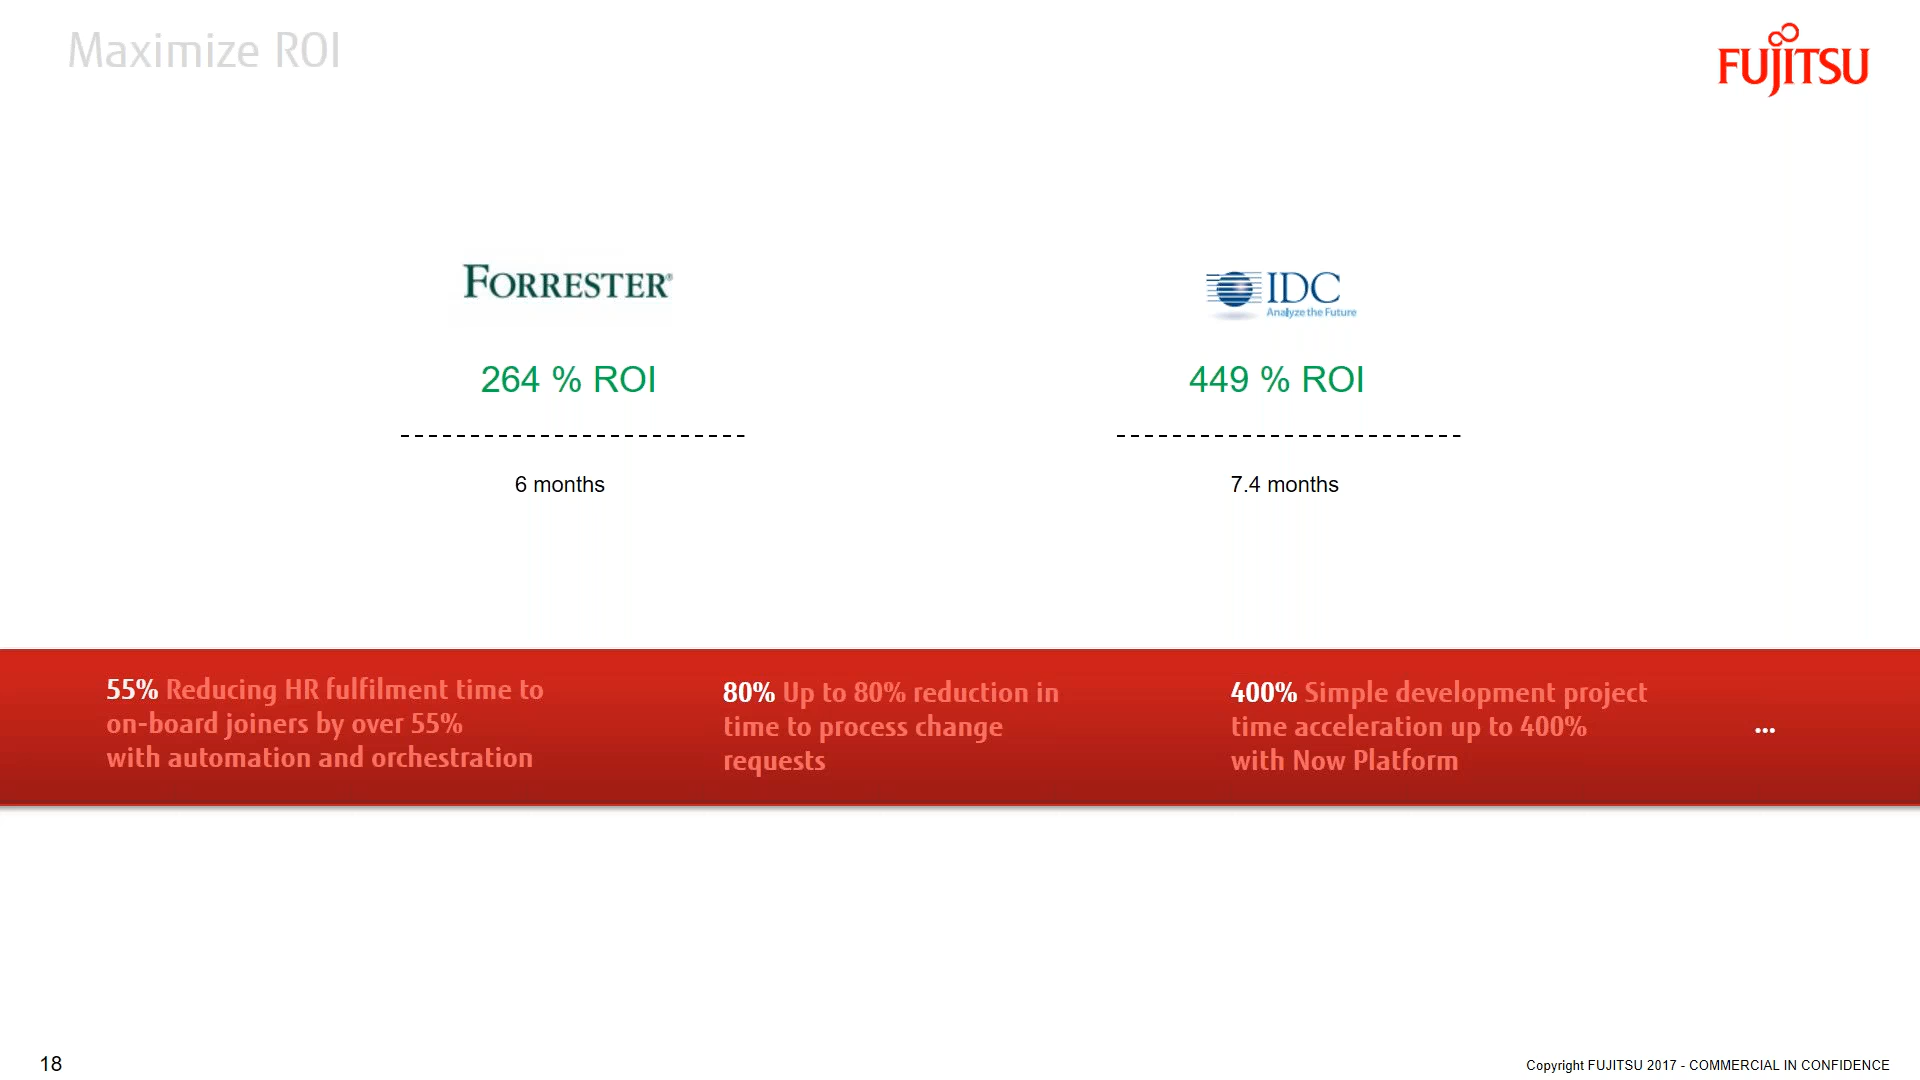 Maximize ROI
FUJITSU
FORRESTER®
IDC
Analyze the Future
264 % ROI
449 % ROI
6 months
7.4 months
55% Reducing HR fulfilment time to
on-board joiners by over 55%
with automation and orchestration
80% Up to 80% reduction in
time to process change
requests
400% Simple development project
time acceleration up to 400%
with Now Platform
...
18
Copyright FUJITSU 2017 - COMMERCIAL IN CONFIDENCE